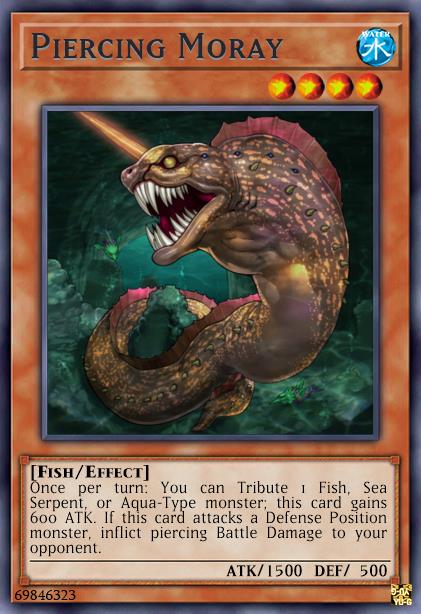 Piercing Moray
WATER
水
[Fish/Effect]
Once per turn: You can Tribute 1 Fish, Sea
Serpent, or Aqua-Type monster; this card gains
600 ATK. If this card attacks a Defense Position
monster, inflict piercing Battle Damage to your
opponent.
ATK/1500 DEF/ 500
69846323